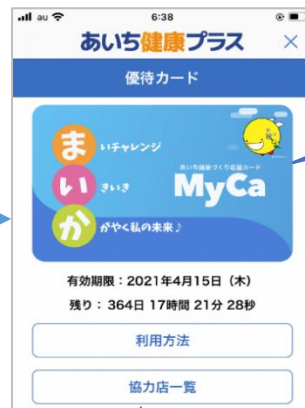 au 6:38
あいち健康プラス ×
優待カード
まいチャレンジ
あいち健康づくり応援カード
いきいき
MyCa
かがやく私の未来♪
有効期限：2021年4月15日（木）
残り：364日 17時間 21分 28秒
利用方法
協力店一覧